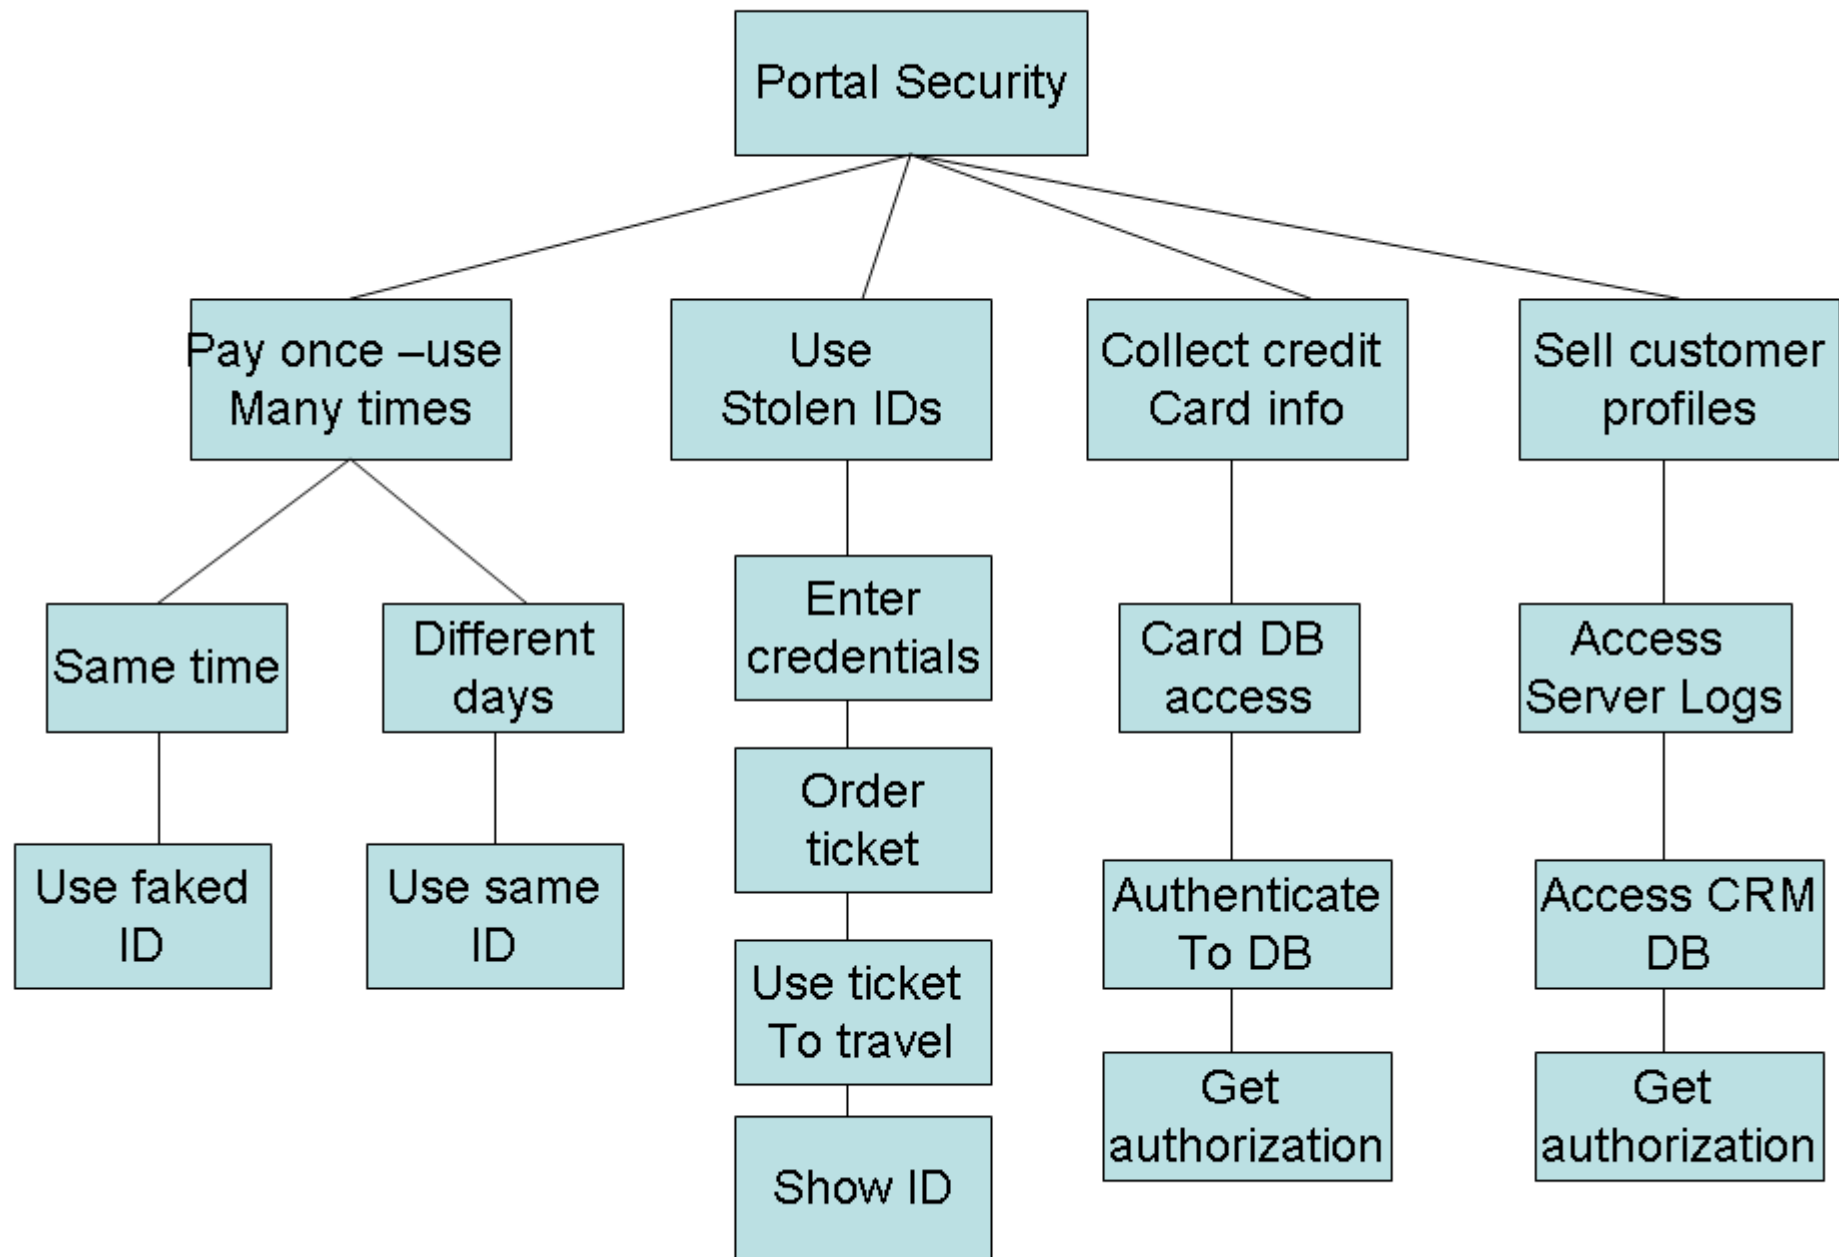 Portal Security
Pay once –use
Many times
Use
Stolen IDs
Collect credit
Card info
Sell customer
profiles
Same time
Different
days
Enter
credentials
Card DB
access
Access
Server Logs
Order
ticket
Use faked
ID
Use same
ID
Authenticate
To DB
Access CRM
DB
Use ticket
To travel
Get
authorization
Get
authorization
Show ID